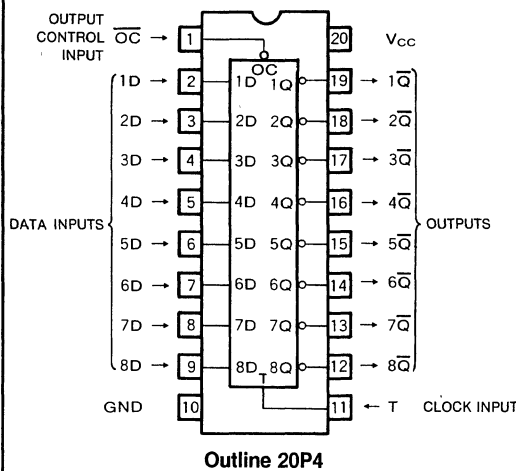 OUTPUT
CONTROL O̅C̅ → 1 20 VCC
INPUT
OC
1D → 2 1D 1Q 19 → 1Q̅
2D → 3 2D 2Q 18 → 2Q̅
3D → 4 3D 3Q 17 → 3Q̅
4D → 5 4D 4Q 16 → 4Q̅
DATA INPUTS OUTPUTS
5D → 6 5D 5Q 15 → 5Q̅
6D → 7 6D 6Q 14 → 6Q̅
7D → 8 7D 7Q 13 → 7Q̅
8D → 9 8D 8Q 12 → 8Q̅
T
GND 10 11 ← T CLOCK INPUT
Outline 20P4